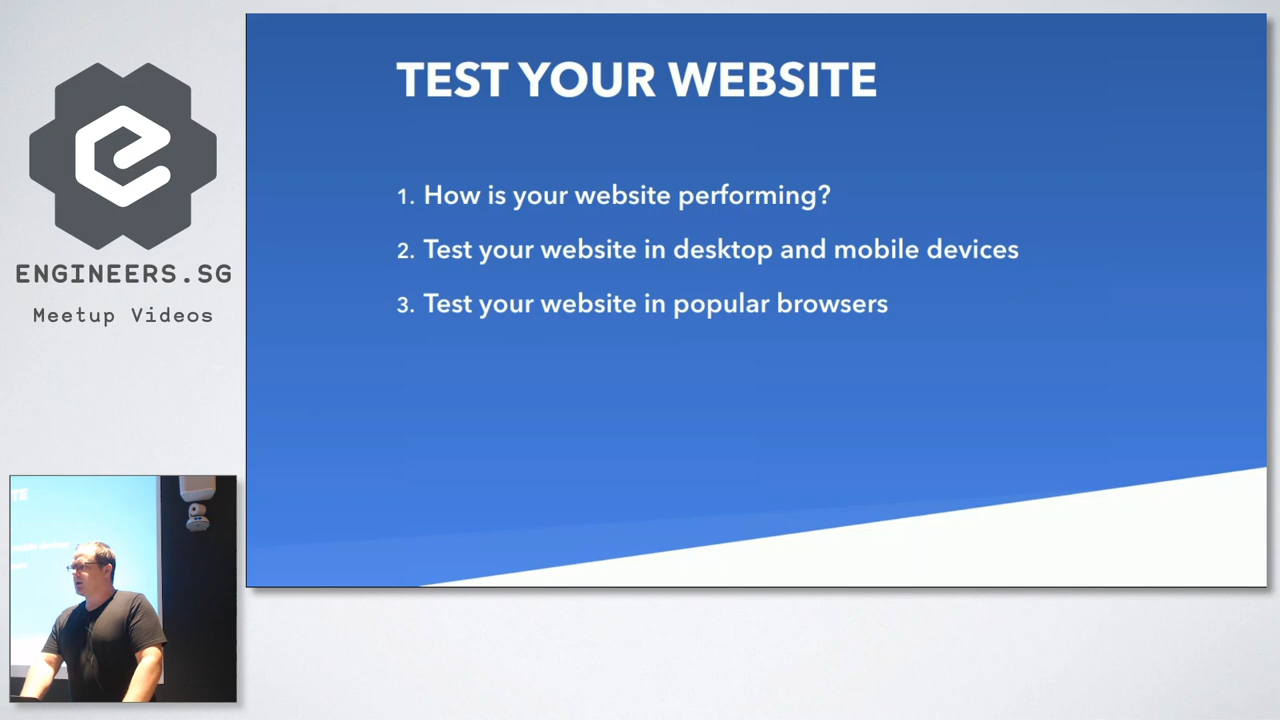 ENGINEERS.SG
Meetup Videos
TEST YOUR WEBSITE
1. How is your website performing?
2. Test your website in desktop and mobile devices
3. Test your website in popular browsers